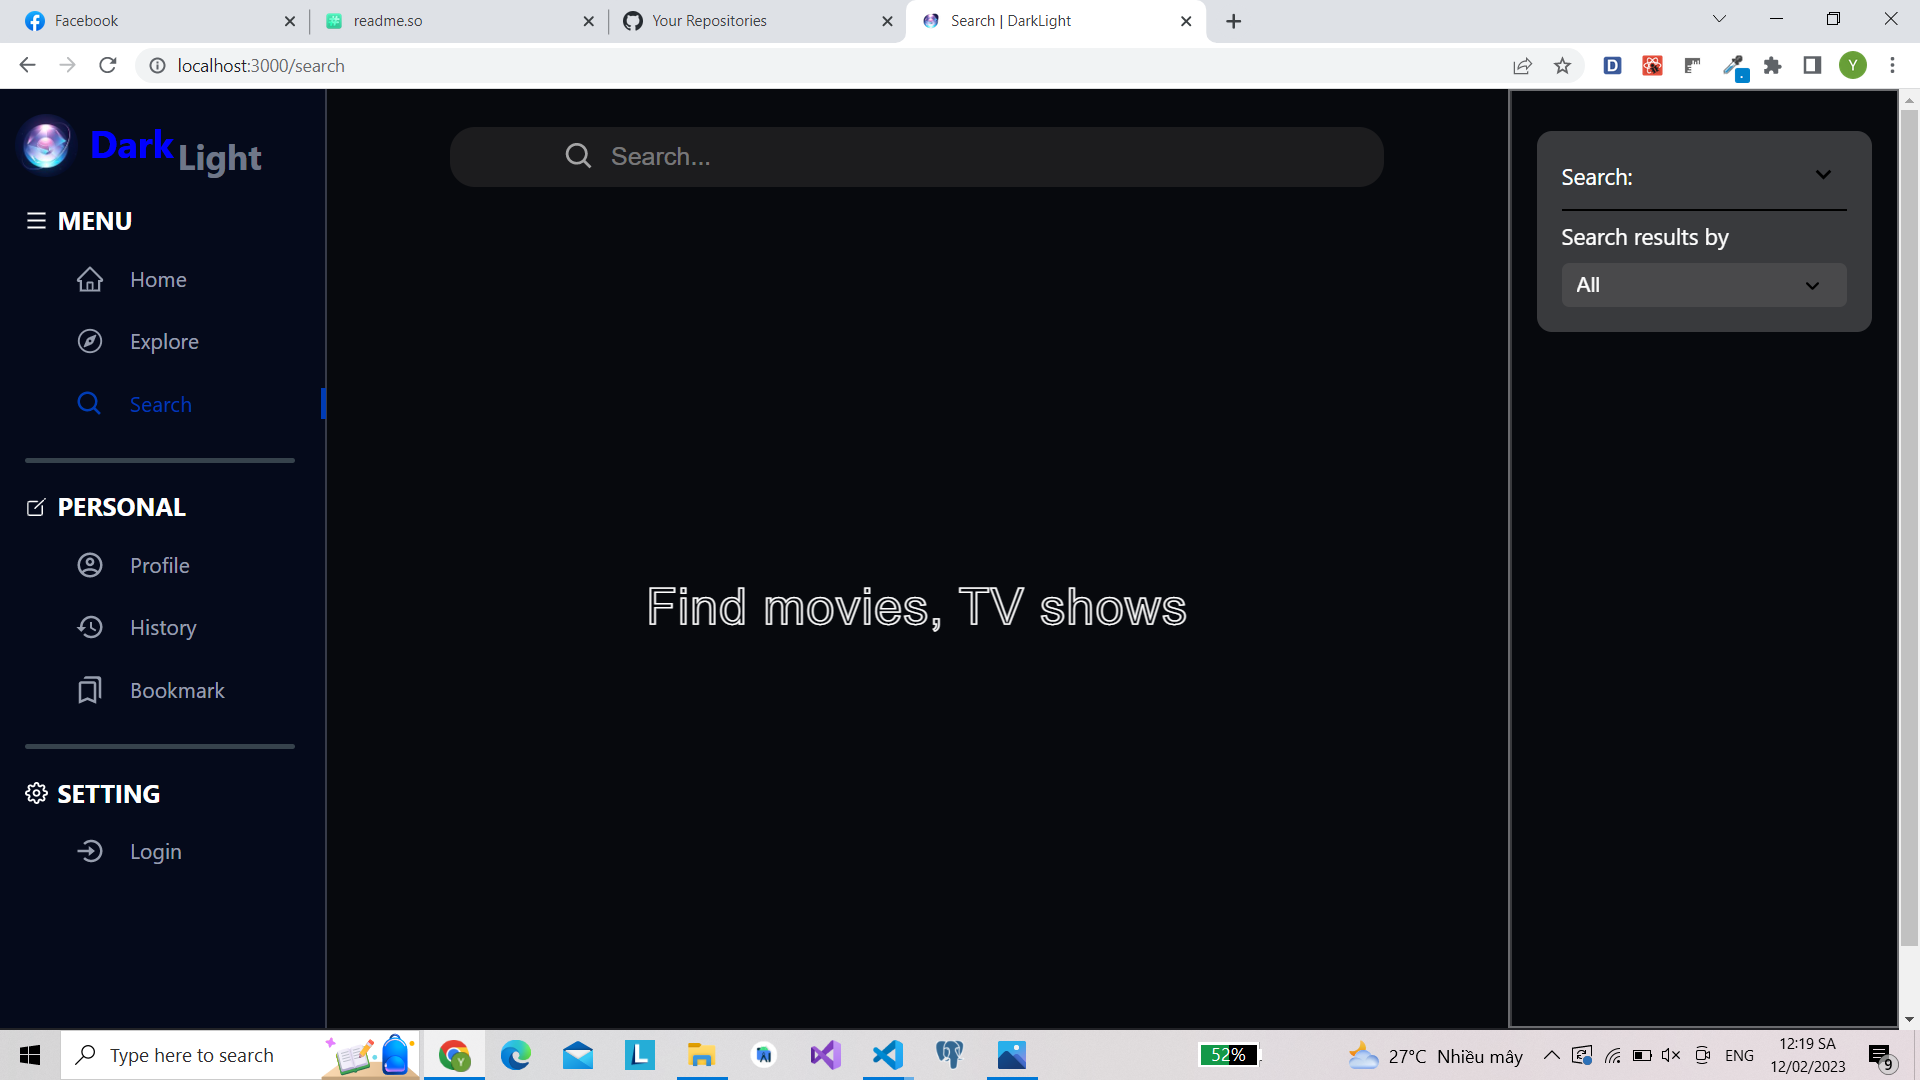 Facebook
readme.so
Your Repositories
Search | DarkLight
localhost:3000/search
D
Y
Dark Light
MENU
Home
Explore
Search
PERSONAL
Profile
History
Bookmark
SETTING
Login
Search...
Find movies, TV shows
Search:
Search results by
All
Type here to search
Y
L
52%
27°C Nhiều mây
ENG
12:19 SA
12/02/2023
9